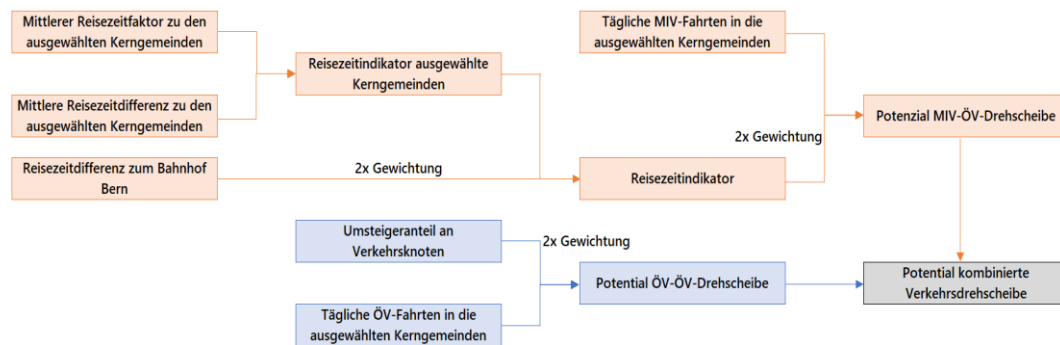 Mittlerer Reisezeitfaktor zu den
ausgewählten Kerngemeinden
Tägliche MIV-Fahrten in die
ausgewählten Kerngemeinden
Reisezeitindikator ausgewählte
Kerngemeinden
Mittlere Reisezeitdifferenz zu den
ausgewählten Kerngemeinden
Potenzial MIV-ÖV-Drehscheibe
2x Gewichtung
Reisezeitdifferenz zum Bahnhof
Bern
2x Gewichtung
Reisezeitindikator
Umsteigeranteil an
Verkehrsknoten
2x Gewichtung
Potential ÖV-ÖV-Drehscheibe
Potential kombinierte
Verkehrsdrehscheibe
Tägliche ÖV-Fahrten in die
ausgewählten Kerngemeinden